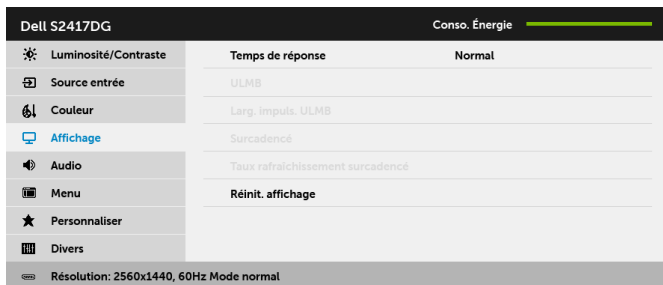 Dell S2417DG Conso. Énergie
Luminosité/Contraste Temps de réponse Normal
Source entrée ULMB
Couleur Larg. impuls. ULMB
Affichage Surcadencé
Audio Taux rafraîchissement surcadencé
Menu Réinit. affichage
Personnaliser
Divers
Résolution: 2560x1440, 60Hz Mode normal